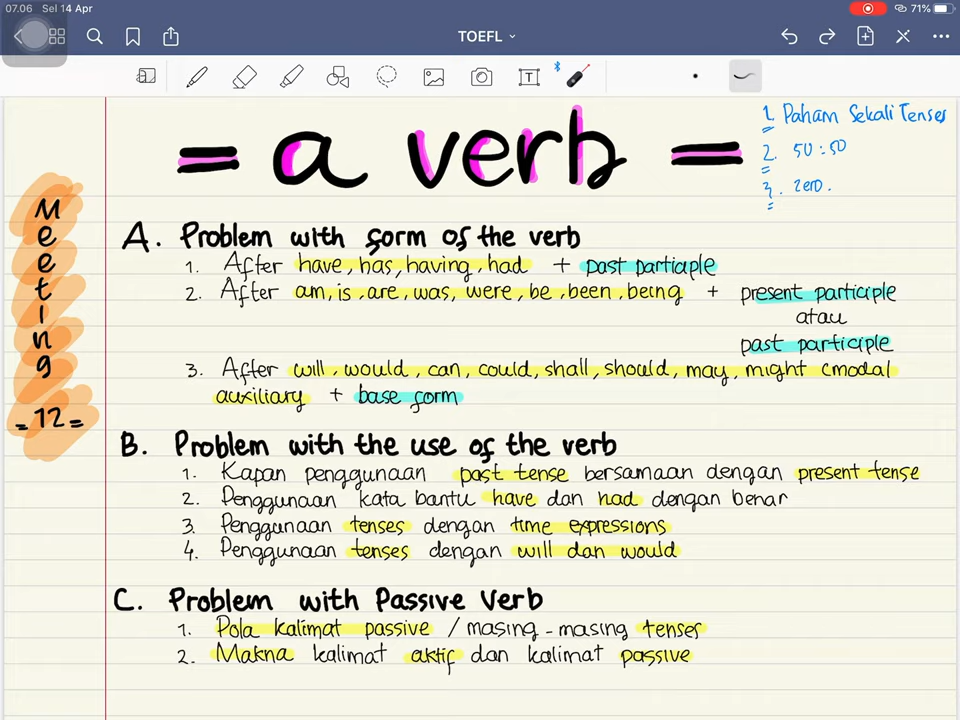 07.06 Sel 14 Apr
71%
TOEFL
= a verb =
1. Paham Sekali Tenses
2. 50 : 50
3. zero.
Meeting
= 12 =
A. Problem with form of the verb
1. After have, has, having, had + past participle
2. After am, is, are, was, were, be, been, being + present participle
atau
past participle
3. After will, would, can, could, shall, should, may, might (modal
auxiliary + base form
B. Problem with the use of the verb
1. Kapan penggunaan past tense bersamaan dengan present tense
2. Penggunaan kata bantu have dan had dengan benar
3. Penggunaan tenses dengan time expressions
4. Penggunaan tenses dengan will dan would
C. Problem with Passive Verb
1. Pola kalimat passive / masing-masing tenses
2. Makna kalimat aktif dan kalimat passive